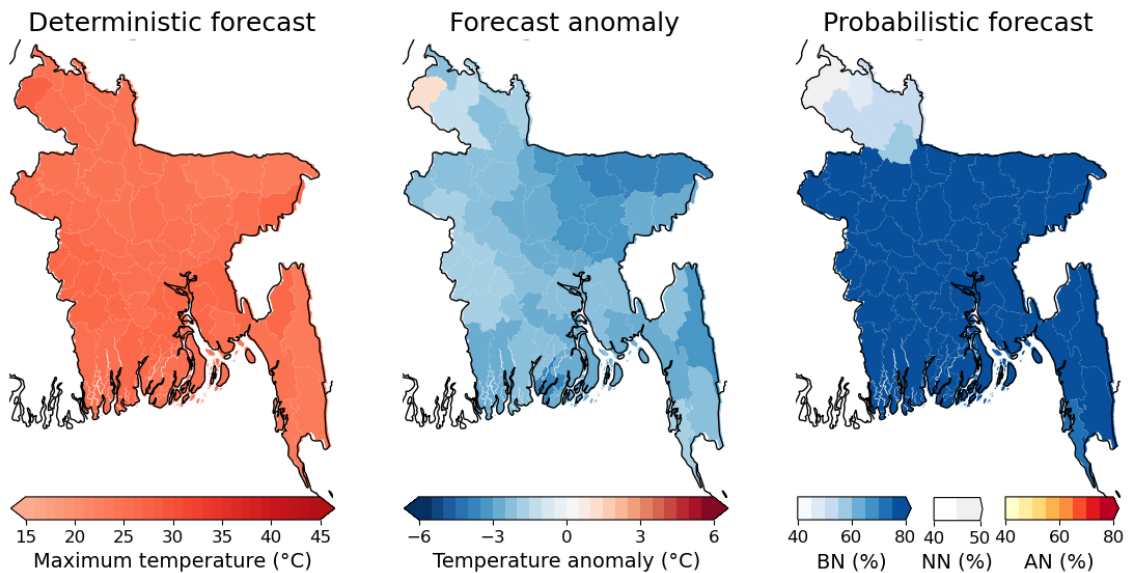 Deterministic forecast
Forecast anomaly
Probabilistic forecast
15 20 25 30 35 40 45
Maximum temperature (°C)
−6 −3 0 3 6
Temperature anomaly (°C)
40 60 80
BN (%)
40 50
NN (%)
40 60 80
AN (%)